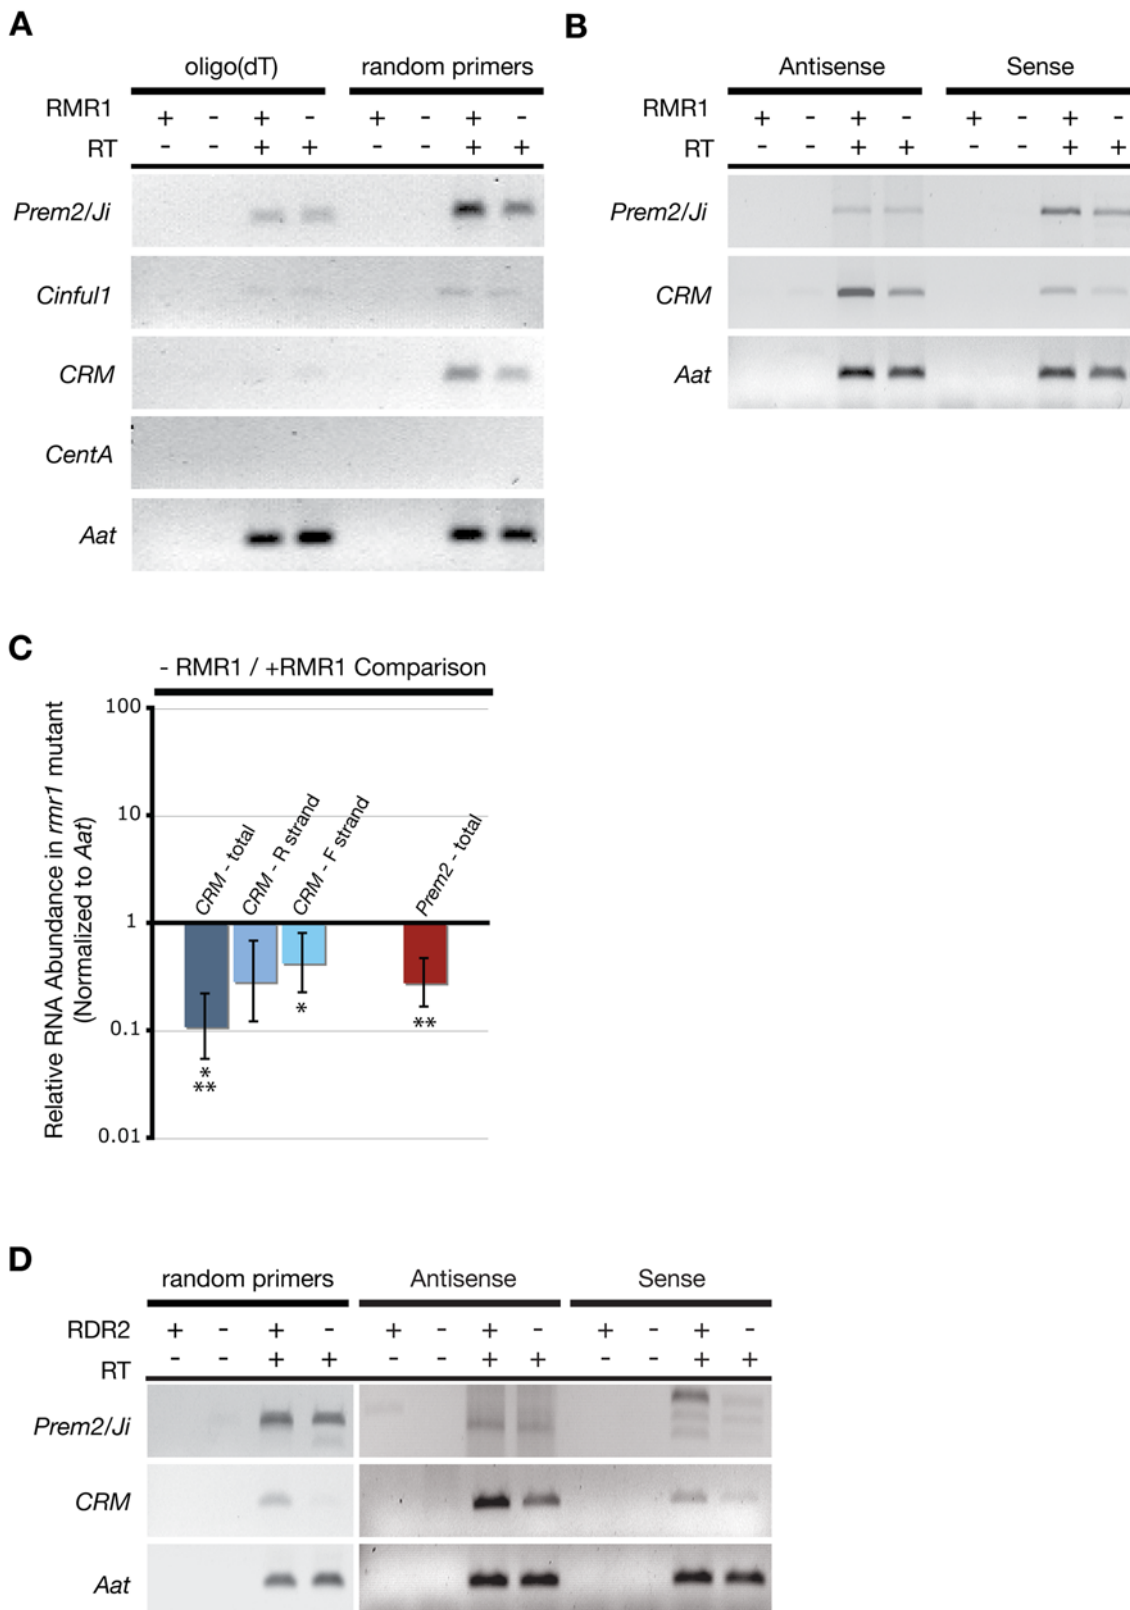 A
oligo(dT) random primers
RMR1 + - + - + - + -
RT - - + + - - + +
Prem2/Ji
Cinful1
CRM
CentA
Aat
B
Antisense Sense
RMR1 + - + - + - + -
RT - - + + - - + +
Prem2/Ji
CRM
Aat
C
- RMR1 / +RMR1 Comparison
Relative RNA Abundance in rmr1 mutant
(Normalized to Aat)
100
10
1
0.1
0.01
CRM - total
CRM - R strand
CRM - F strand
Prem2 - total
*
**
*
**
D
random primers Antisense Sense
RDR2 + - + - + - + - + - + -
RT - - + + - - + + - - + +
Prem2/Ji
CRM
Aat